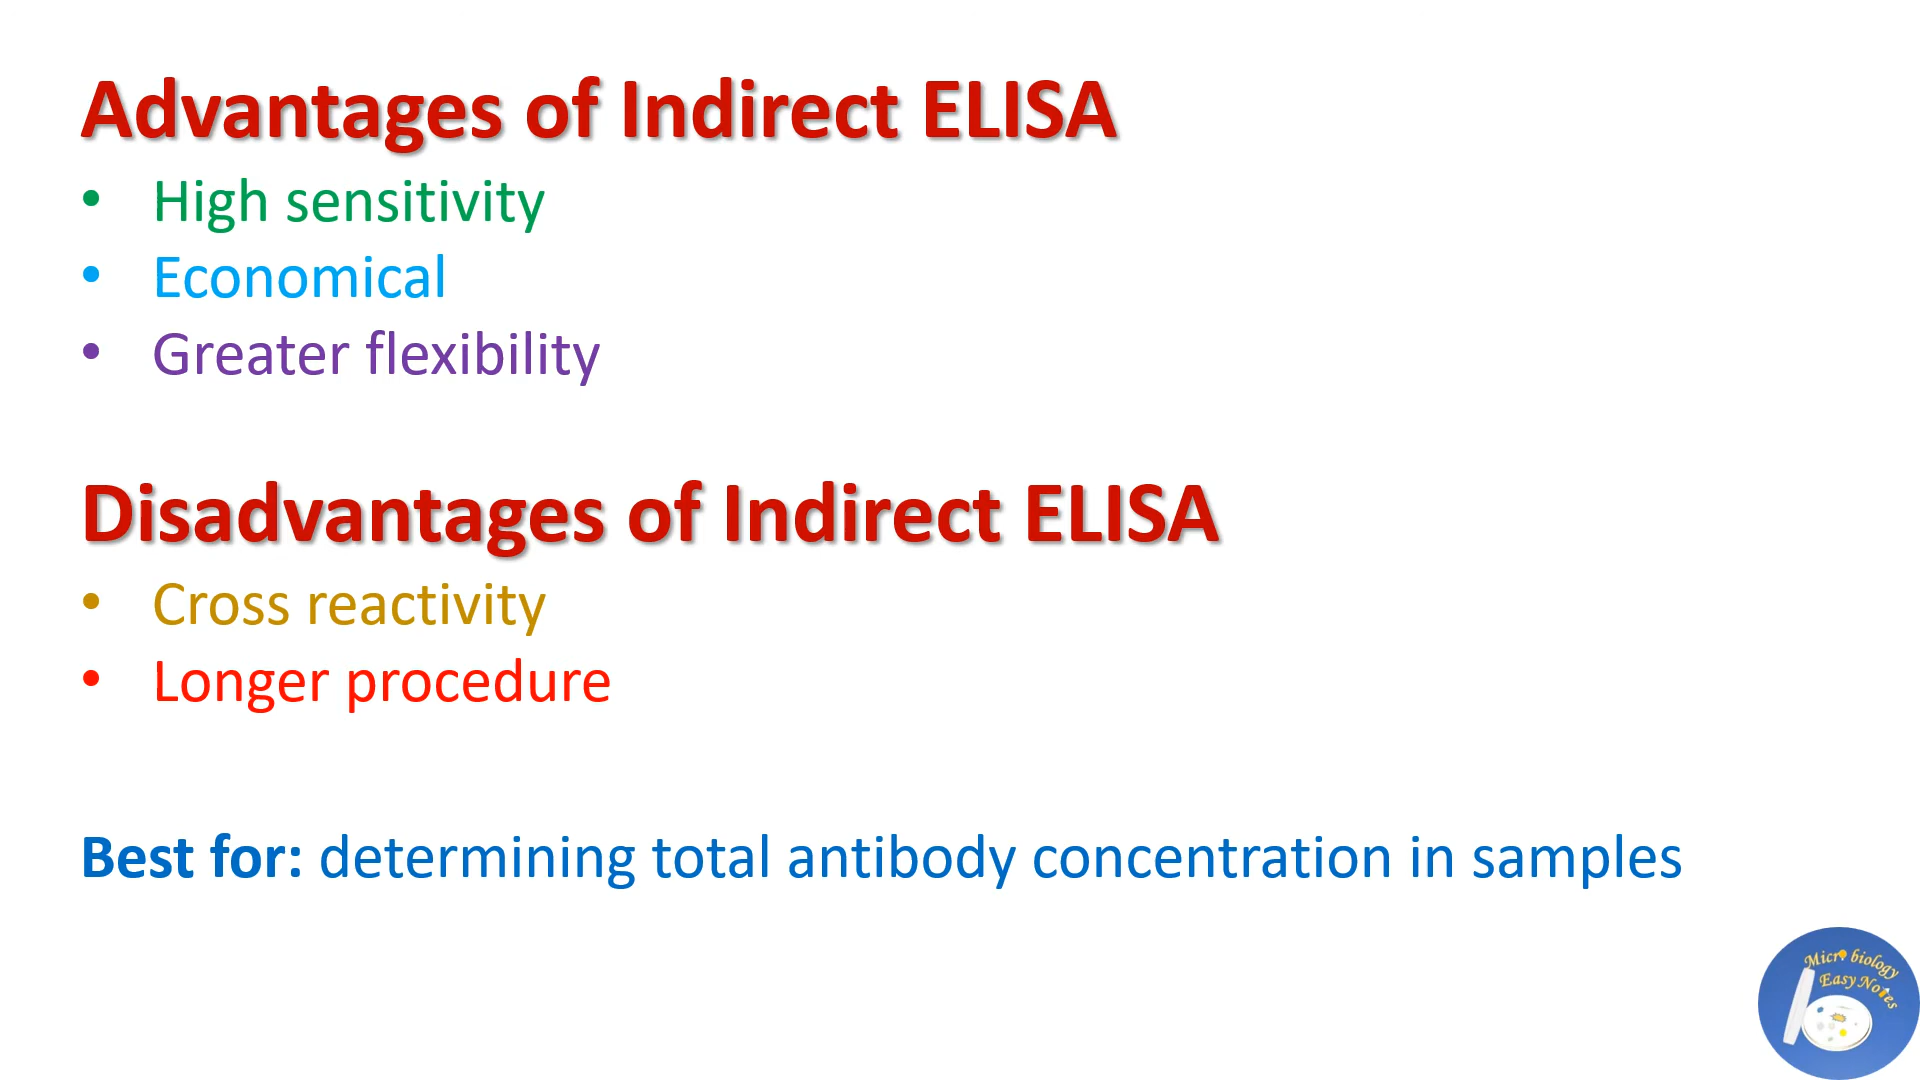 Advantages of Indirect ELISA
• High sensitivity
• Economical
• Greater flexibility
Disadvantages of Indirect ELISA
• Cross reactivity
• Longer procedure
Best for: determining total antibody concentration in samples
Microbiology
Easy Notes